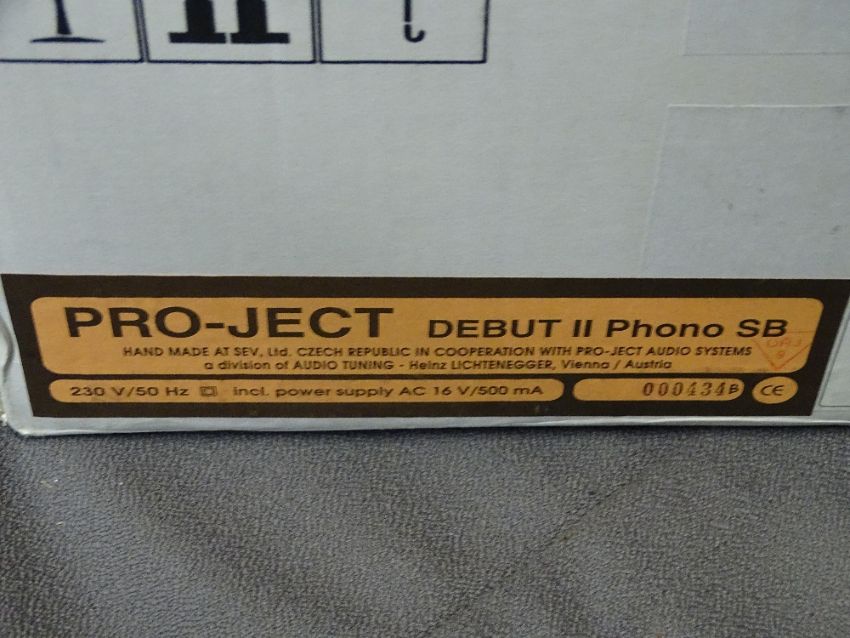 PRO-JECT DEBUT II Phono SB
HAND MADE AT SEV, Ltd. CZECH REPUBLIC IN COOPERATION WITH PRO-JECT AUDIO SYSTEMS
a division of AUDIO TUNING - Heinz LICHTENEGGER, Vienna / Austria
230 V/50 Hz incl. power supply AC 16 V/500 mA 000434B CE